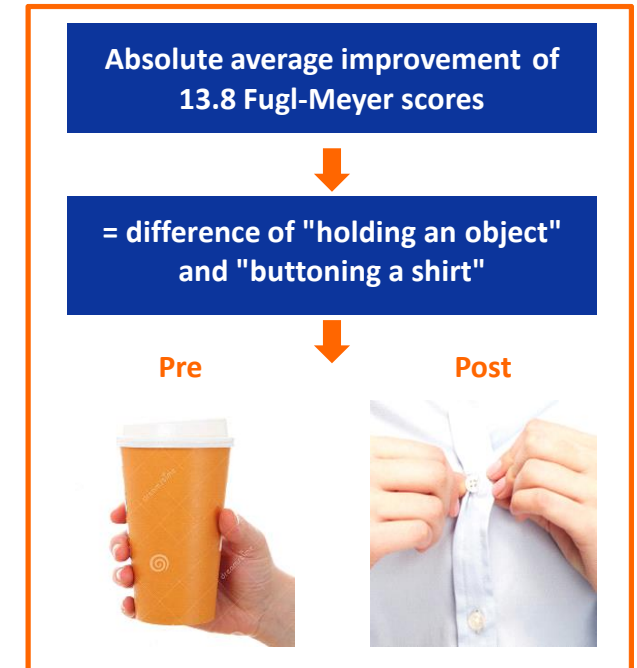 Absolute average improvement of
13.8 Fugl-Meyer scores
= difference of "holding an object"
and "buttoning a shirt"
Pre
Post
dreamstime